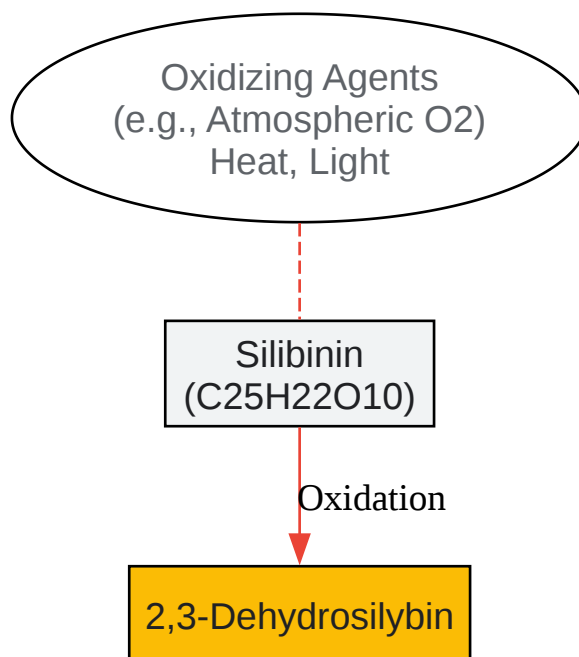 Oxidizing Agents
(e.g., Atmospheric O2)
Heat, Light
Silibinin
(C25H22O10)
Oxidation
2,3-Dehydrosilybin